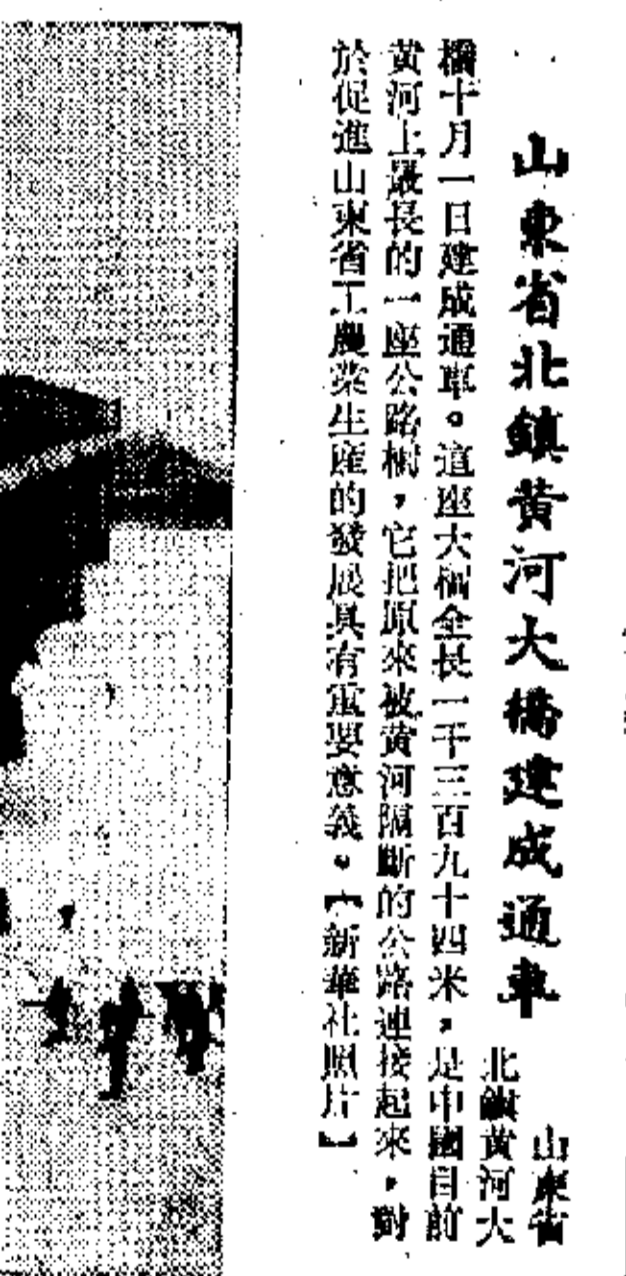 山東省北鎮黃河大橋建成通車
山東省
北鎮黃河大
橋十月一日建成通車。這座大橋全長一千三百九十四米，是中國目前
黃河上最長的一座公路橋，它把原來被黃河隔斷的公路連接起來，對
於促進山東省工農業生產的發展具有重要意義。【新華社照片】